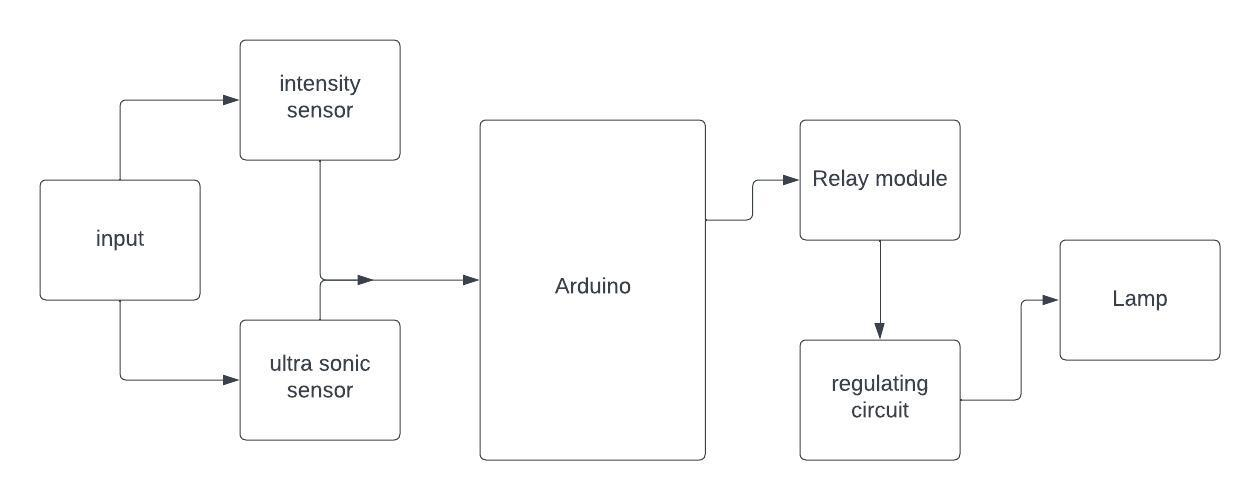 intensity
sensor
input
ultra sonic
sensor
Arduino
Relay module
regulating
circuit
Lamp